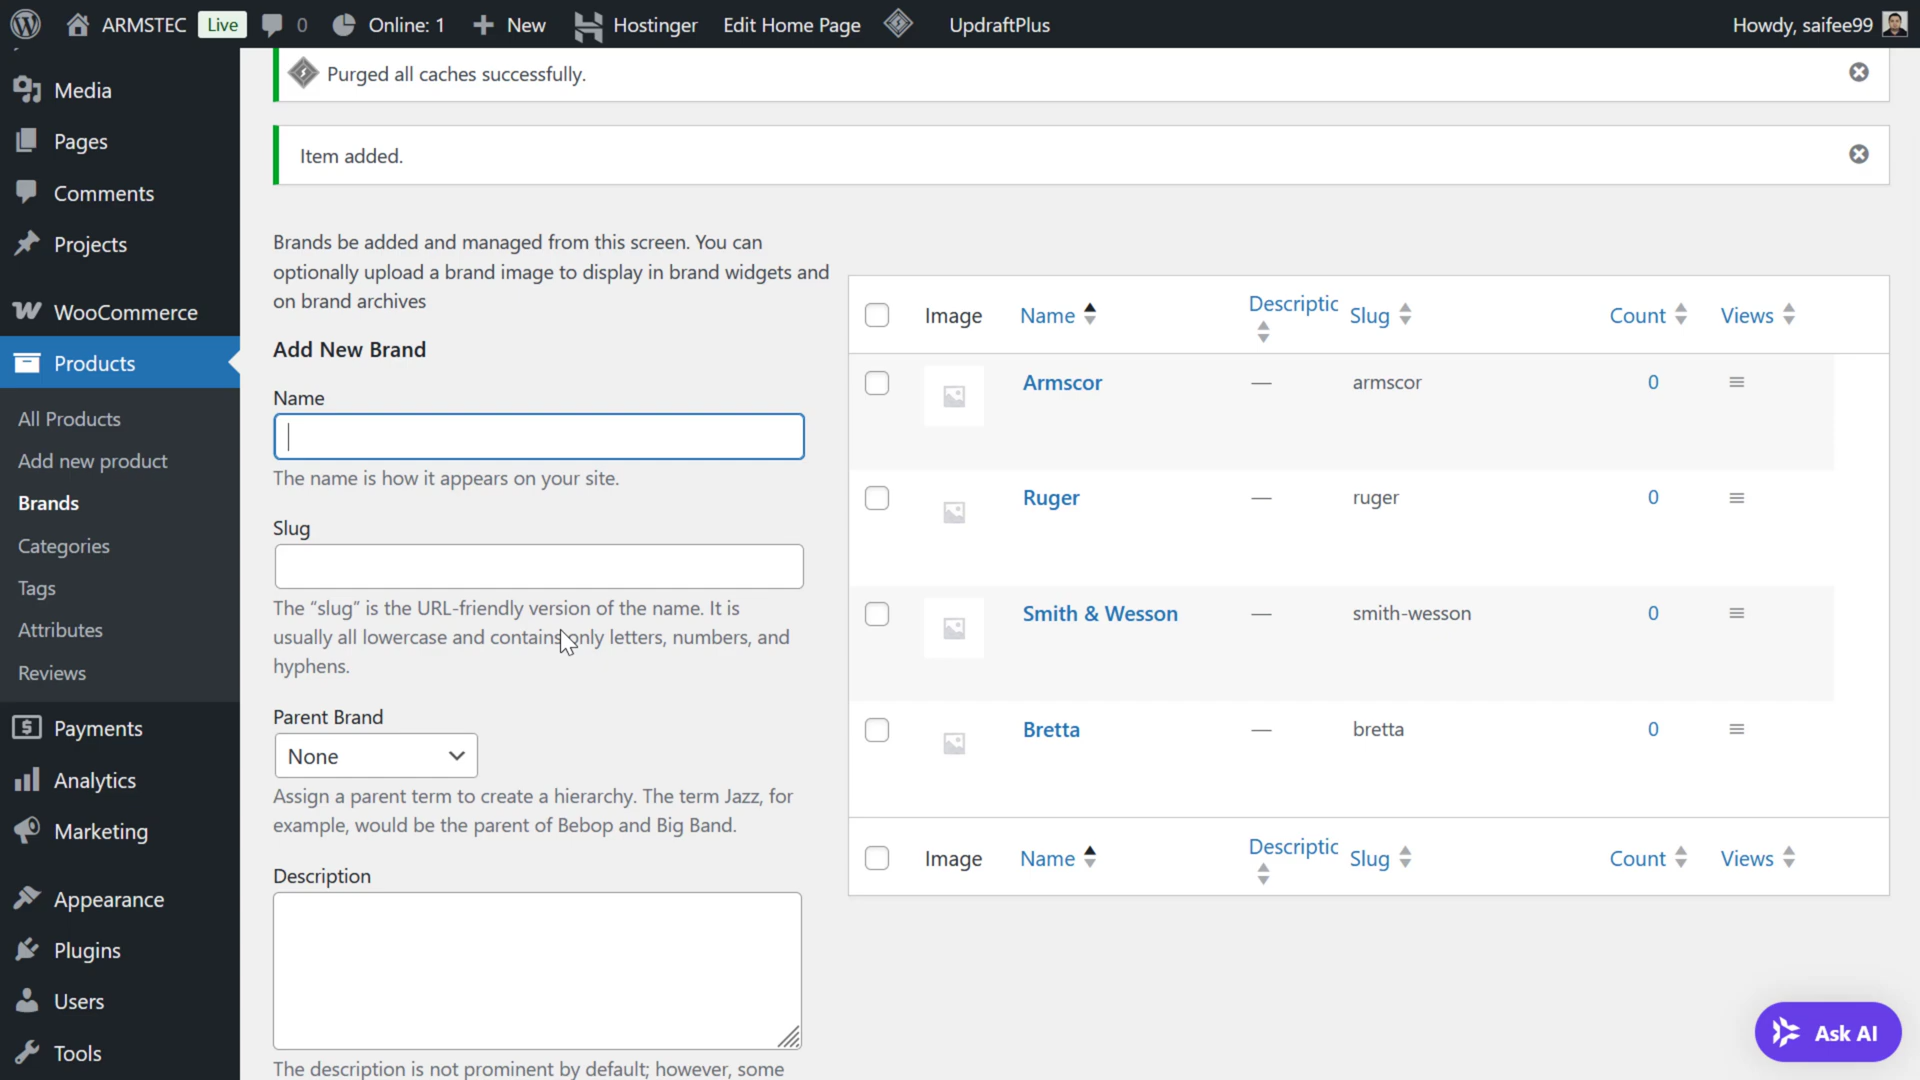 ARMSTEC Live 0 Online: 1 New Hostinger Edit Home Page UpdraftPlus Howdy, saifee99
Media
Pages
Comments
Projects
WooCommerce
Products
All Products
Add new product
Brands
Categories
Tags
Attributes
Reviews
Payments
Analytics
Marketing
Appearance
Plugins
Users
Tools
Purged all caches successfully.
Item added.
Brands be added and managed from this screen. You can
optionally upload a brand image to display in brand widgets and
on brand archives
Add New Brand
Name
The name is how it appears on your site.
Slug
The “slug” is the URL-friendly version of the name. It is
usually all lowercase and contains only letters, numbers, and
hyphens.
Parent Brand
None
Assign a parent term to create a hierarchy. The term Jazz, for
example, would be the parent of Bebop and Big Band.
Description
The description is not prominent by default; however, some
Image Name Descriptic Slug Count Views
Armscor — armscor 0
Ruger — ruger 0
Smith & Wesson — smith-wesson 0
Bretta — bretta 0
Image Name Descriptic Slug Count Views
Ask AI